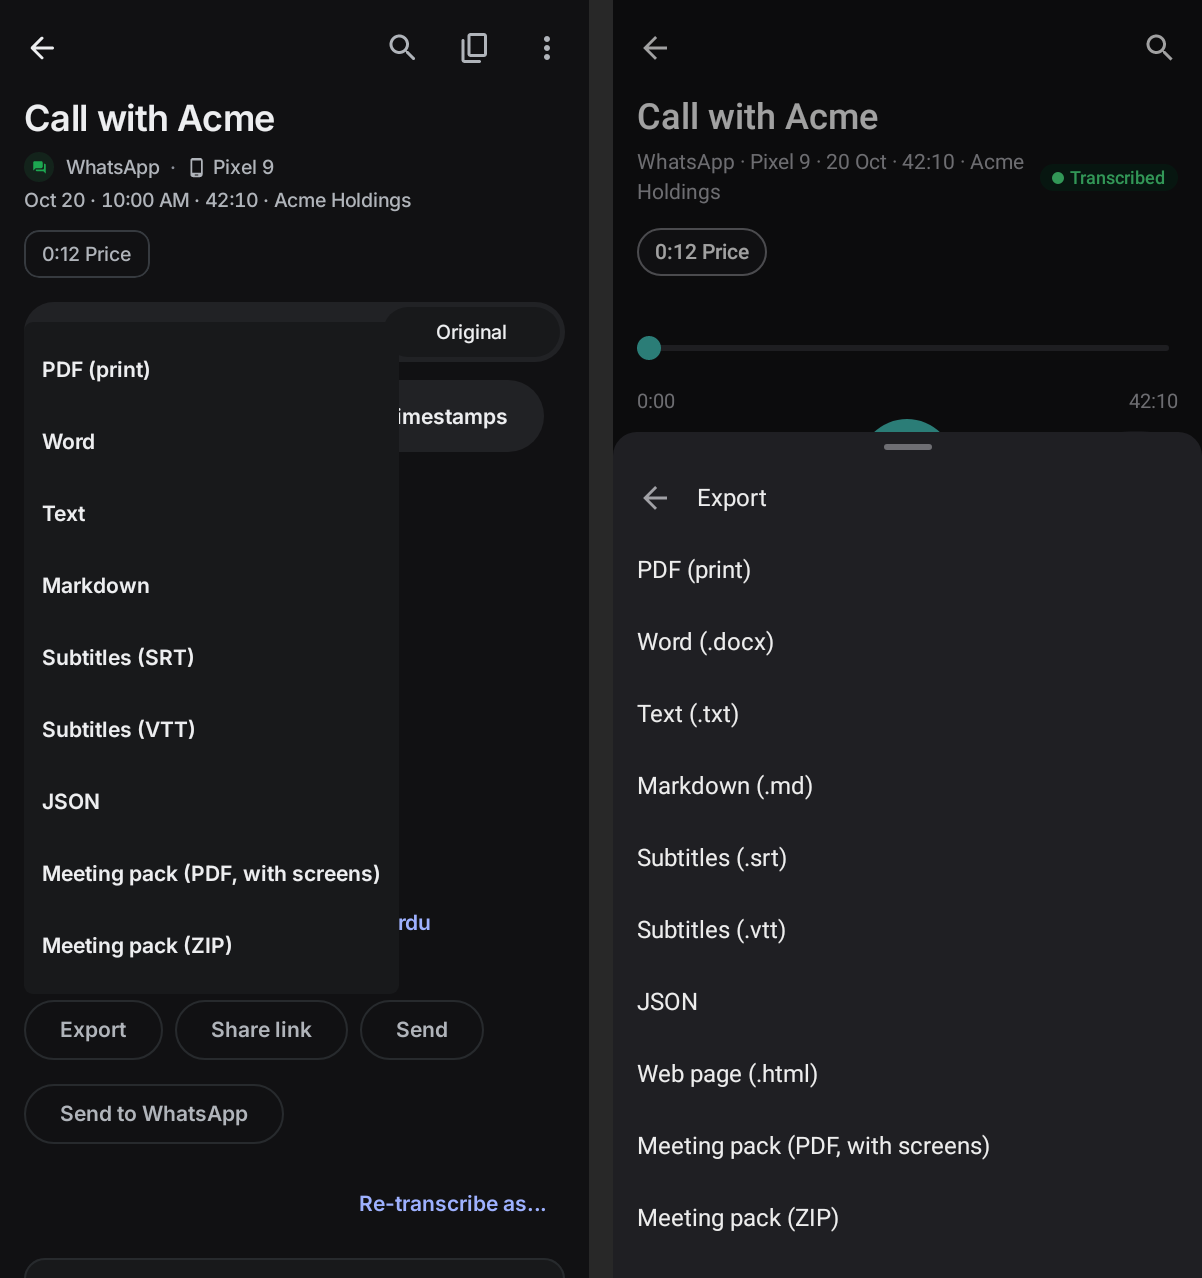 Call with Acme
WhatsApp · Pixel 9
Oct 20 · 10:00 AM · 42:10 · Acme Holdings
0:12 Price
Original
PDF (print)
imestamps
Word
Text
Markdown
Subtitles (SRT)
Subtitles (VTT)
JSON
Meeting pack (PDF, with screens)
rdu
Meeting pack (ZIP)
Export
Share link
Send
Send to WhatsApp
Re-transcribe as...
Call with Acme
WhatsApp · Pixel 9 · 20 Oct · 42:10 · Acme
Holdings
Transcribed
0:12 Price
0:00
42:10
Export
PDF (print)
Word (.docx)
Text (.txt)
Markdown (.md)
Subtitles (.srt)
Subtitles (.vtt)
JSON
Web page (.html)
Meeting pack (PDF, with screens)
Meeting pack (ZIP)